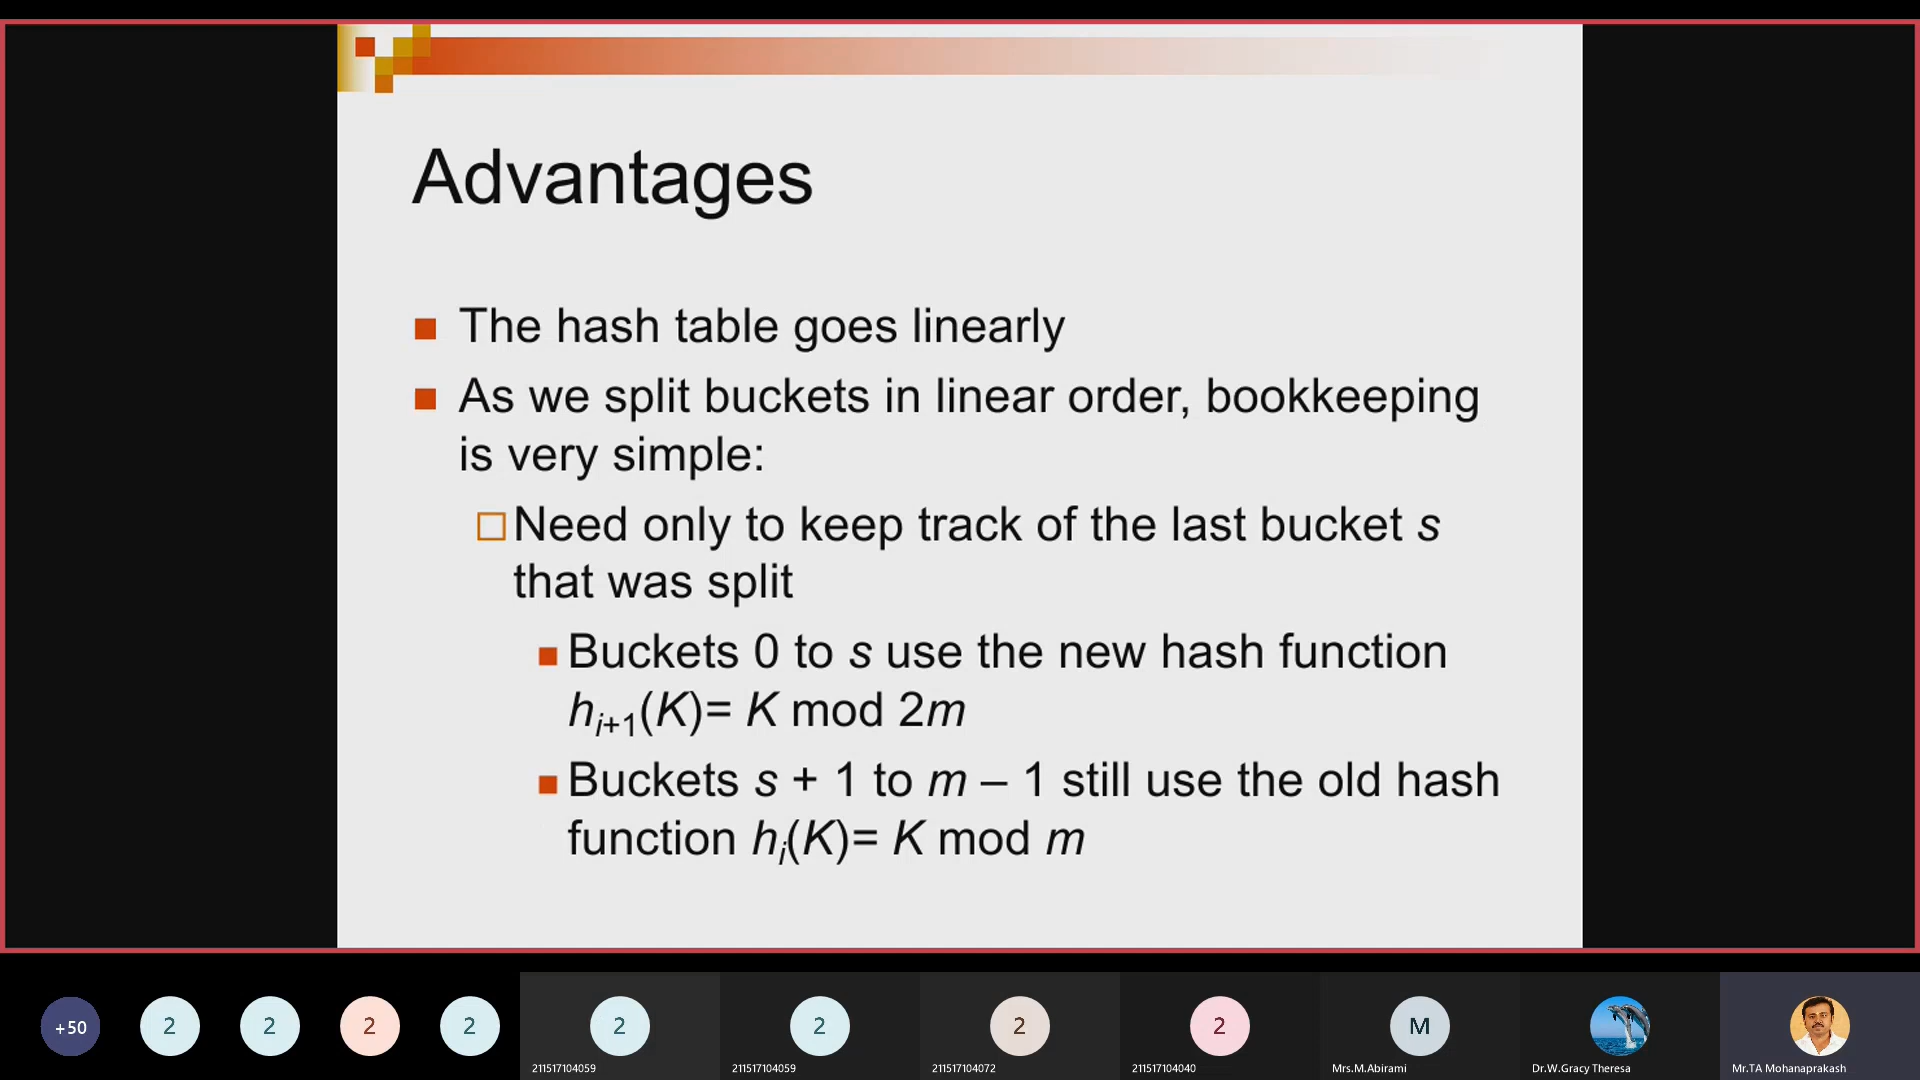 Advantages
The hash table goes linearly
As we split buckets in linear order, bookkeeping
is very simple:
Need only to keep track of the last bucket s
that was split
Buckets 0 to s use the new hash function
hi+1(K)= K mod 2m
Buckets s + 1 to m – 1 still use the old hash
function hi(K)= K mod m
+50
2
2
2
2
2
2
2
2
M
211517104059
211517104059
211517104072
211517104040
Mrs.M.Abirami
Dr.W.Gracy Theresa
Mr.TA Mohanaprakash